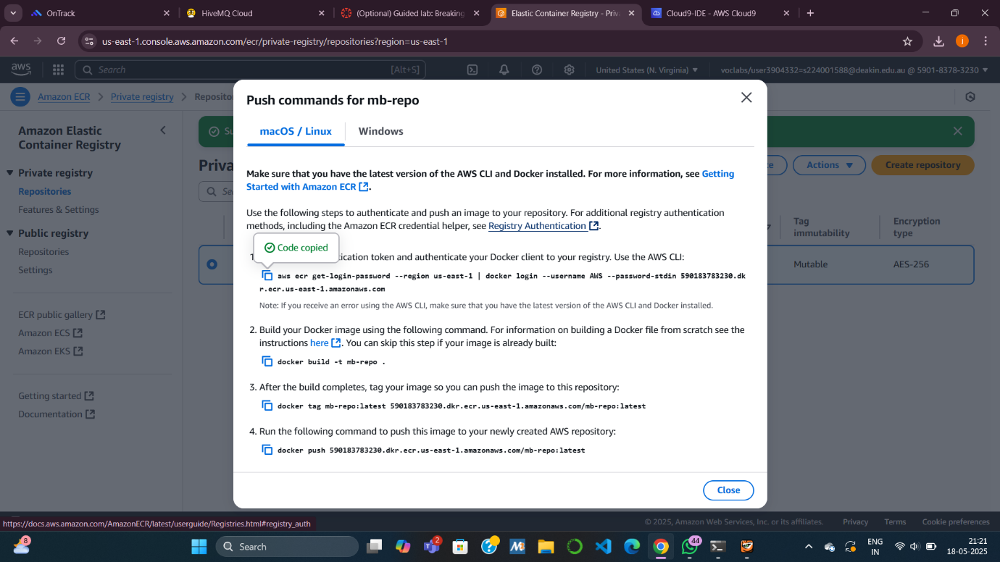 OnTrack
HiveMQ Cloud
(Optional) Guided lab: Breaking
Elastic Container Registry - Priv
Cloud9-IDE - AWS Cloud9
us-east-1.console.aws.amazon.com/ecr/private-registry/repositories?region=us-east-1
j
aws
Search
[Alt+S]
United States (N. Virginia)
voclabs/user3904332=s224001588@deakin.edu.au @ 5901-8378-3230
Amazon ECR
Private registry
Repositor
Amazon Elastic
Container Registry
Private registry
Repositories
Features & Settings
Public registry
Repositories
Settings
ECR public gallery
Amazon ECS
Amazon EKS
Getting started
Documentation
Su
Priva
Sea
Actions
Create repository
Tag
immutability
Encryption
type
Mutable
AES-256
Push commands for mb-repo
macOS / Linux
Windows
Make sure that you have the latest version of the AWS CLI and Docker installed. For more information, see Getting
Started with Amazon ECR.
Use the following steps to authenticate and push an image to your repository. For additional registry authentication
methods, including the Amazon ECR credential helper, see Registry Authentication.
Code copied
1. ication token and authenticate your Docker client to your registry. Use the AWS CLI:
aws ecr get-login-password --region us-east-1 | docker login --username AWS --password-stdin 590183783230.dk
r.ecr.us-east-1.amazonaws.com
Note: If you receive an error using the AWS CLI, make sure that you have the latest version of the AWS CLI and Docker installed.
2. Build your Docker image using the following command. For information on building a Docker file from scratch see the
instructions here. You can skip this step if your image is already built:
docker build -t mb-repo .
3. After the build completes, tag your image so you can push the image to this repository:
docker tag mb-repo:latest 590183783230.dkr.ecr.us-east-1.amazonaws.com/mb-repo:latest
4. Run the following command to push this image to your newly created AWS repository:
docker push 590183783230.dkr.ecr.us-east-1.amazonaws.com/mb-repo:latest
Close
https://docs.aws.amazon.com/AmazonECR/latest/userguide/Registries.html#registry_auth
© 2025, Amazon Web Services, Inc. or its affiliates.
Privacy
Terms
Cookie preferences
8
Search
2
44
ENG
IN
21:21
18-05-2025